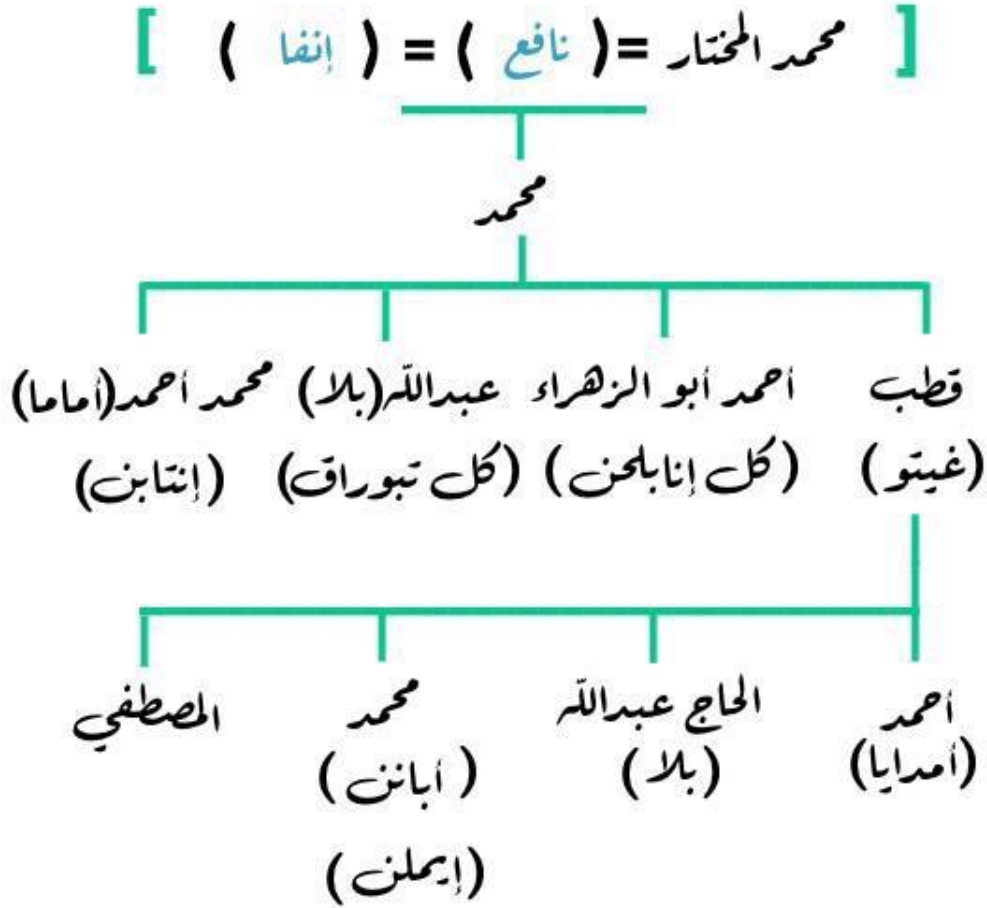 [ محمد المختار =( نافع ) = ( إنفا ) ]
محمد
قطب أحمد أبو الزهراء عبدالله(بلا) محمد أحمد(أماما)
(غيتو) (كل إنابلحن) (كل تبوراق) (إنتابن)
أحمد الحاج عبدالله محمد المصطفي
(أمدايا) (بلا) (أبانن)
(إيملن)